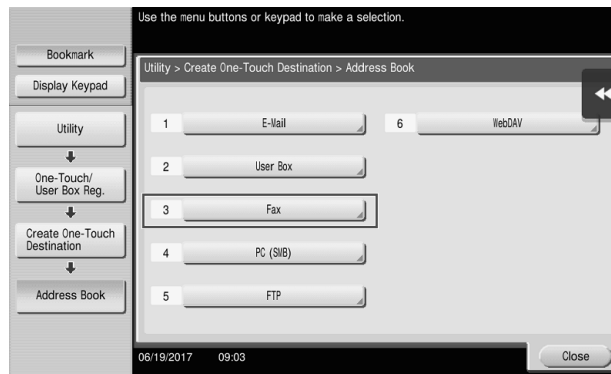 Use the menu buttons or keypad to make a selection.
Bookmark
Display Keypad
Utility
One-Touch/
User Box Reg.
Create One-Touch
Destination
Address Book
Utility > Create One-Touch Destination > Address Book
1 E-Mail
2 User Box
3 Fax
4 PC (SMB)
5 FTP
6 WebDAV
06/19/2017 09:03
Close